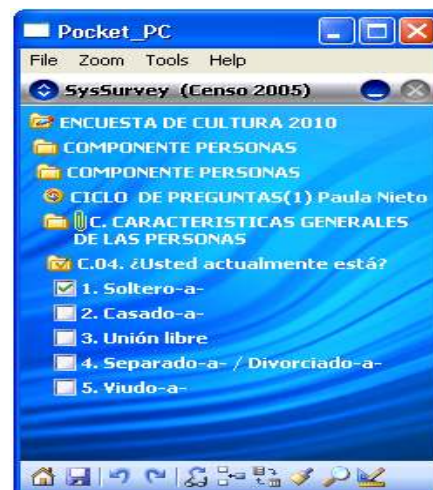 Pocket_PC
File Zoom Tools Help
SysSurvey (Censo 2005)
ENCUESTA DE CULTURA 2010
COMPONENTE PERSONAS
COMPONENTE PERSONAS
CICLO DE PREGUNTAS(1) Paula Nieto
C. CARACTERISTICAS GENERALES
DE LAS PERSONAS
C.04. ¿Usted actualmente está?
1. Soltero-a-
2. Casado-a-
3. Unión libre
4. Separado-a- / Divorciado-a-
5. Viudo-a-